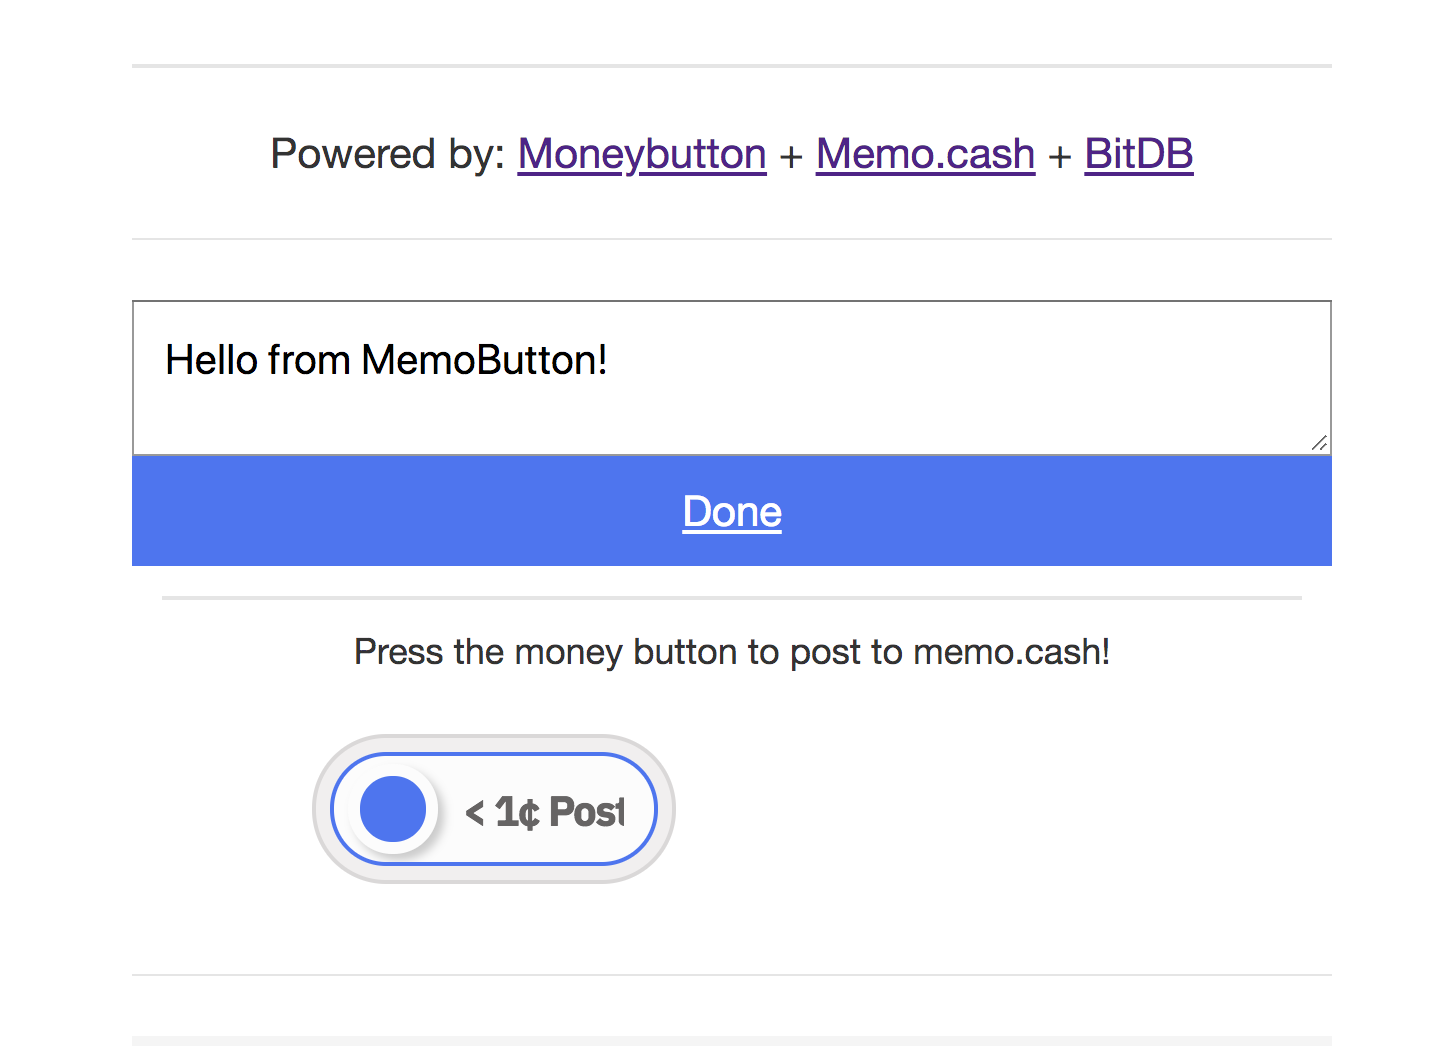 Powered by: Moneybutton + Memo.cash + BitDB
Hello from MemoButton!
Done
Press the money button to post to memo.cash!
< 1¢ Post